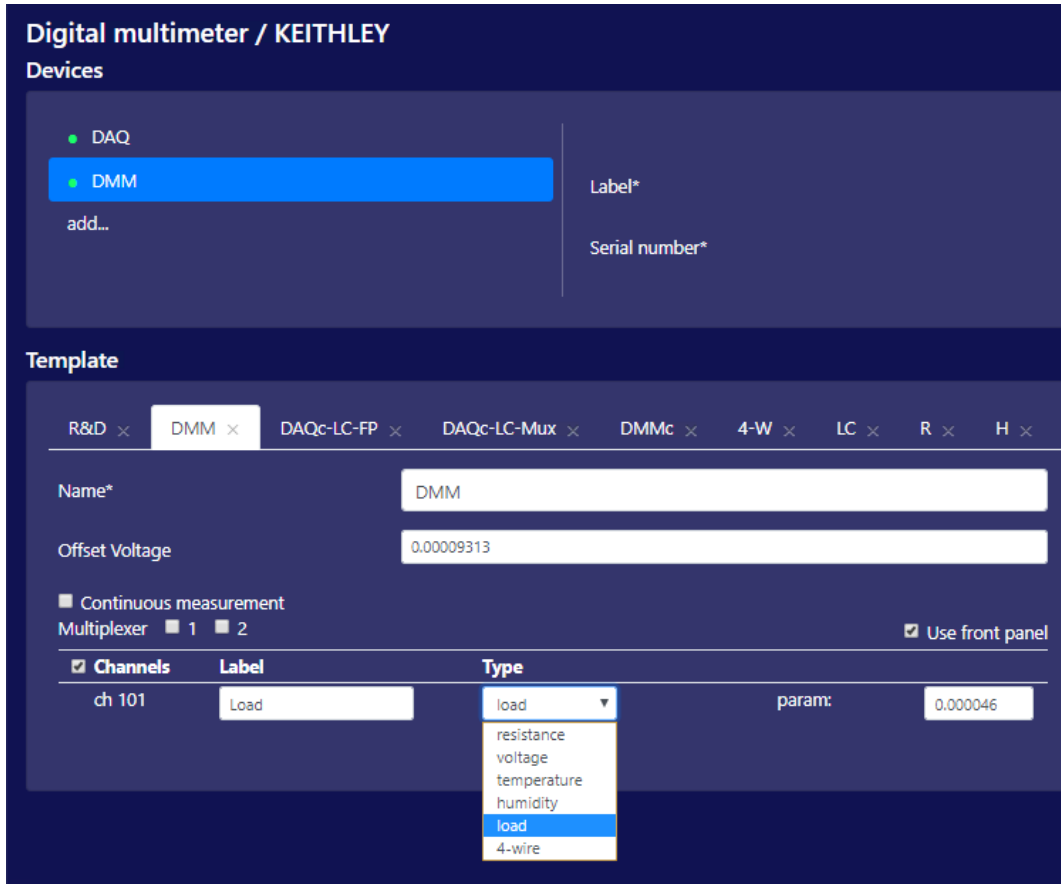 Digital multimeter / KEITHLEY
Devices
DAQ
DMM
add...
Label*
Serial number*
Template
R&D × DMM × DAQc-LC-FP × DAQc-LC-Mux × DMMc × 4-W × LC × R × H ×
Name* DMM
Offset Voltage 0.00009313
Continuous measurement
Multiplexer 1 2 Use front panel
Channels Label Type
ch 101 Load load param: 0.000046
resistance
voltage
temperature
humidity
load
4-wire